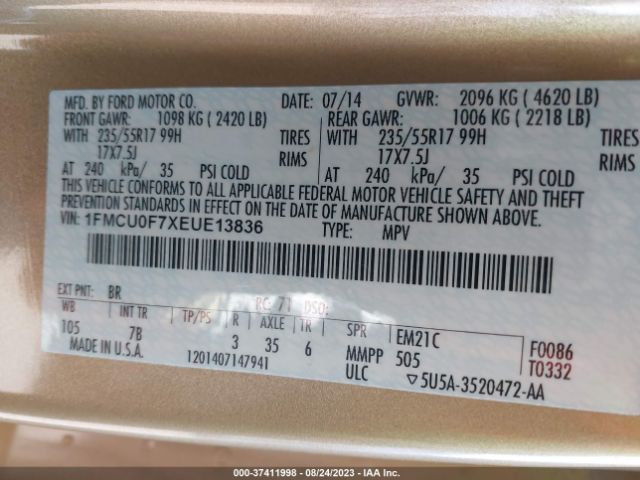 MFD. BY FORD MOTOR CO. DATE: 07/14 GVWR: 2096 KG ( 4620 LB)
FRONT GAWR: 1098 KG ( 2420 LB) REAR GAWR: 1006 KG ( 2218 LB)
WITH 235/55R17 99H TIRES WITH 235/55R17 99H TIRES
17X7.5J RIMS 17X7.5J RIMS
AT 240 kPa/ 35 PSI COLD AT 240 kPa/ 35 PSI COLD
THIS VEHICLE CONFORMS TO ALL APPLICABLE FEDERAL MOTOR VEHICLE SAFETY AND THEFT
PREVENTION STANDARDS IN EFFECT ON THE DATE OF MANUFACTURE SHOWN ABOVE.
VIN: 1FMCU0F7XEUE13836 TYPE: MPV
EXT PNT: BR RC: 71 DSO:
WB INT TR TP/PS R AXLE TR SPR EM21C F0086
105 7B 3 35 6 MMPP 505 T0332
MADE IN U.S.A. 1201407147941 ULC ▽5U5A-3520472-AA
000-37411998 - 08/24/2023 - IAA Inc.